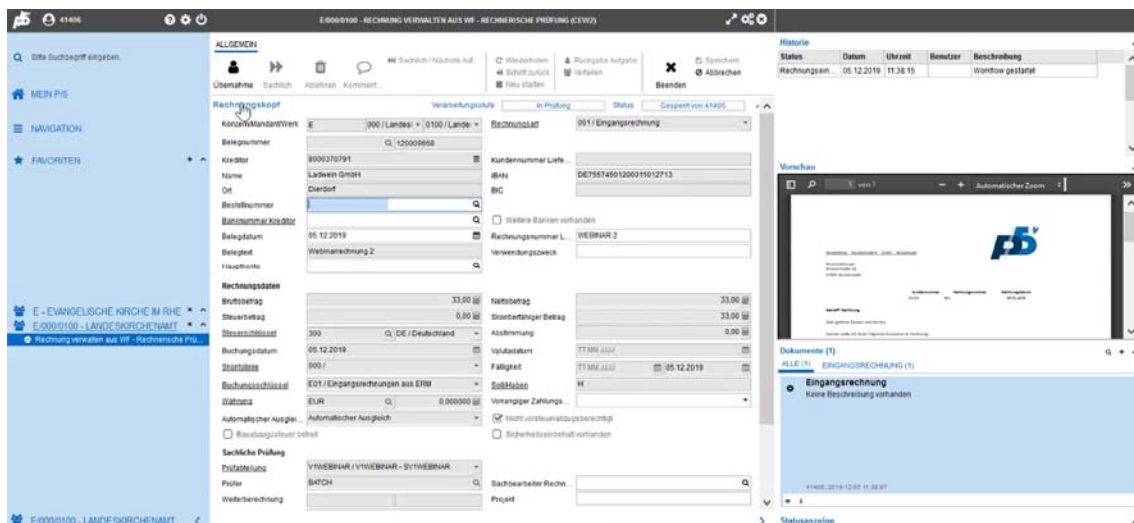 p5
41405
E/000/0100 - RECHNUNG VERWALTEN AUS WF - RECHNERISCHE PRÜFUNG (CEW2)
Bitte Suchbegriff eingeben.
MEIN P/5
NAVIGATION
FAVORITEN
E - EVANGELISCHE KIRCHE IM RHE
E/000/0100 - LANDESKIRCHENAMT
Rechnung verwalten aus WF - Rechnerische Prü...
E/000/0100 - LANDESKIRCHENAMT
ALLGEMEIN
Übernahme
Sachlich
Ablehnen
Komment...
Sachlich / Nächste Auf...
Wiederholen
Schritt zurück
Neu starten
Rückgabe Aufgabe
Verteilen
Beenden
Speichern
Abbrechen
Rechnungskopf
Verarbeitungsstufe In Prüfung Status Gesperrt von 41405
Konzern/Mandant/Werk E 000 / Landesl 0100 / Lander Rechnungsart 001 / Eingangsrechnung
Belegnummer 120009668
Kreditor 8000370791 Kundennummer Liefe...
Name Ladwein GmbH IBAN DE75574501200011012713
Ort Dierdorf BIC
Bestellnummer
Banknummer Kreditor Weitere Banken vorhanden
Belegdatum 05.12.2019 Rechnungsnummer L... WEBINAR 2
Belegtext Webinarrechnung 2 Verwendungszweck
Hauptkonto
Rechnungsdaten
Bruttobetrag 33,00 Nettobetrag 33,00
Steuerbetrag 0,00 Skontierfähiger Betrag 33,00
Steuerschlüssel 300 DE / Deutschland Abstimmung 0,00
Buchungsdatum 05.12.2019 Valutadatum TT.MM.JJJJ
Skontolinie 000 / Fälligkeit TT.MM.JJJJ 05.12.2019
Buchungsschlüssel E01 / Eingangsrechnungen aus ERM Soll/Haben H
Währung EUR 0,000000 Vorrangiger Zahlungs...
Automatischer Ausglei... Automatischer Ausgleich Nicht vorsteuerabzugsberechtigt
Bauabzugssteuer befreit Sicherheitseinbehalt vorhanden
Sachliche Prüfung
Prüfabteilung V1WEBINAR / V1WEBINAR - SV1WEBINAR
Prüfer BATCH Sachbearbeiter Rechn...
Weiterberechnung Projekt
Historie
Status Datum Uhrzeit Benutzer Beschreibung
Rechnungsein... 05.12.2019 11:38:15 Workflow gestartet
Vorschau
1 von 1 Automatischer Zoom
p5
Dokumente (1)
ALLE (1) EINGANGSRECHNUNG (1)
Eingangsrechnung
Keine Beschreibung vorhanden
Statusanzeige